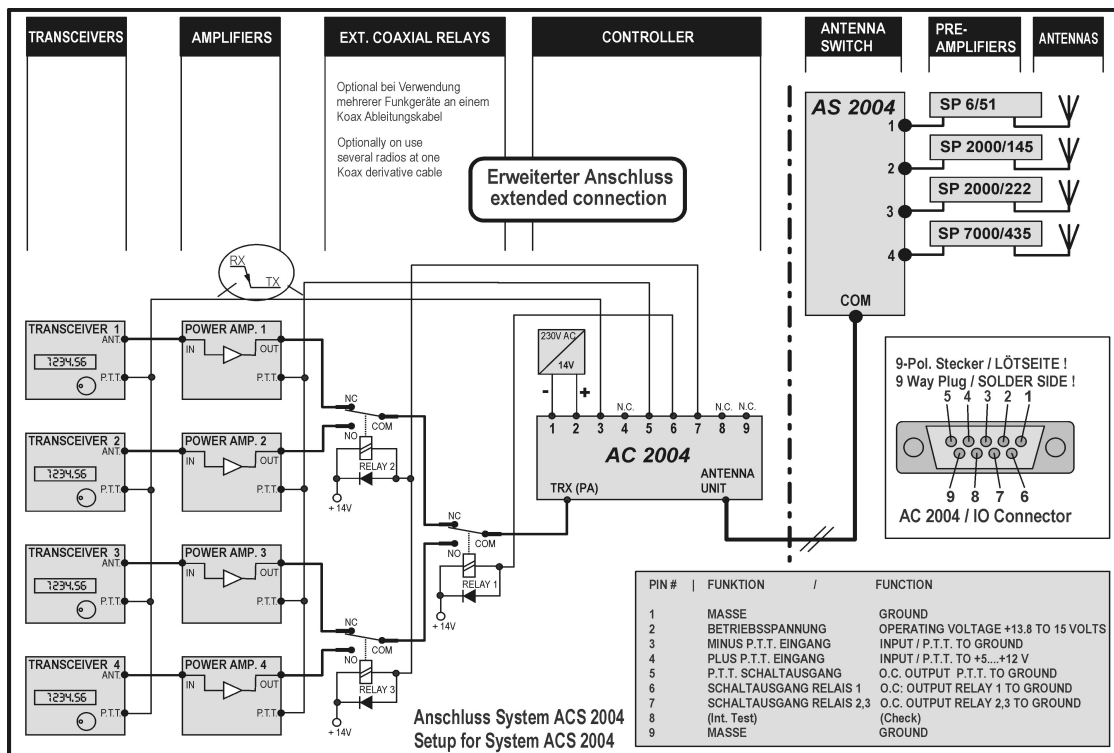 TRANSCEIVERS
AMPLIFIERS
EXT. COAXIAL RELAYS
CONTROLLER
ANTENNA
SWITCH
PRE-
AMPLIFIERS
ANTENNAS
Optional bei Verwendung
mehrerer Funkgeräte an einem
Koax Ableitungskabel
Optionally on use
several radios at one
Koax derivative cable
Erweiterter Anschluss
extended connection
AS 2004
1
2
3
4
COM
SP 6/51
SP 2000/145
SP 2000/222
SP 7000/435
RX
TX
TRANSCEIVER 1
ANT.
1234.56
P.T.T.
POWER AMP. 1
IN
OUT
P.T.T.
TRANSCEIVER 2
ANT.
1234.56
P.T.T.
POWER AMP. 2
IN
OUT
P.T.T.
TRANSCEIVER 3
ANT.
1234.56
P.T.T.
POWER AMP. 3
IN
OUT
P.T.T.
TRANSCEIVER 4
ANT.
1234.56
P.T.T.
POWER AMP. 4
IN
OUT
P.T.T.
NC
COM
NO
RELAY 2
+ 14V
NC
COM
NO
RELAY 1
+ 14V
NC
COM
NO
RELAY 3
+ 14V
230V AC
14V
- +
N.C. N.C. N.C.
1 2 3 4 5 6 7 8 9
AC 2004
TRX (PA)
ANTENNA
UNIT
9-Pol. Stecker / LÖTSEITE !
9 Way Plug / SOLDER SIDE !
5 4 3 2 1
9 8 7 6
AC 2004 / IO Connector
PIN # | FUNKTION / FUNCTION
1 MASSE GROUND
2 BETRIEBSSPANNUNG OPERATING VOLTAGE +13.8 TO 15 VOLTS
3 MINUS P.T.T. EINGANG INPUT / P.T.T. TO GROUND
4 PLUS P.T.T. EINGANG INPUT / P.T.T. TO +5....+12 V
5 P.T.T. SCHALTAUSGANG O.C. OUTPUT P.T.T. TO GROUND
6 SCHALTAUSGANG RELAIS 1 O.C: OUTPUT RELAY 1 TO GROUND
7 SCHALTAUSGANG RELAIS 2,3 O.C. OUTPUT RELAY 2,3 TO GROUND
8 (Int. Test) (Check)
9 MASSE GROUND
Anschluss System ACS 2004
Setup for System ACS 2004